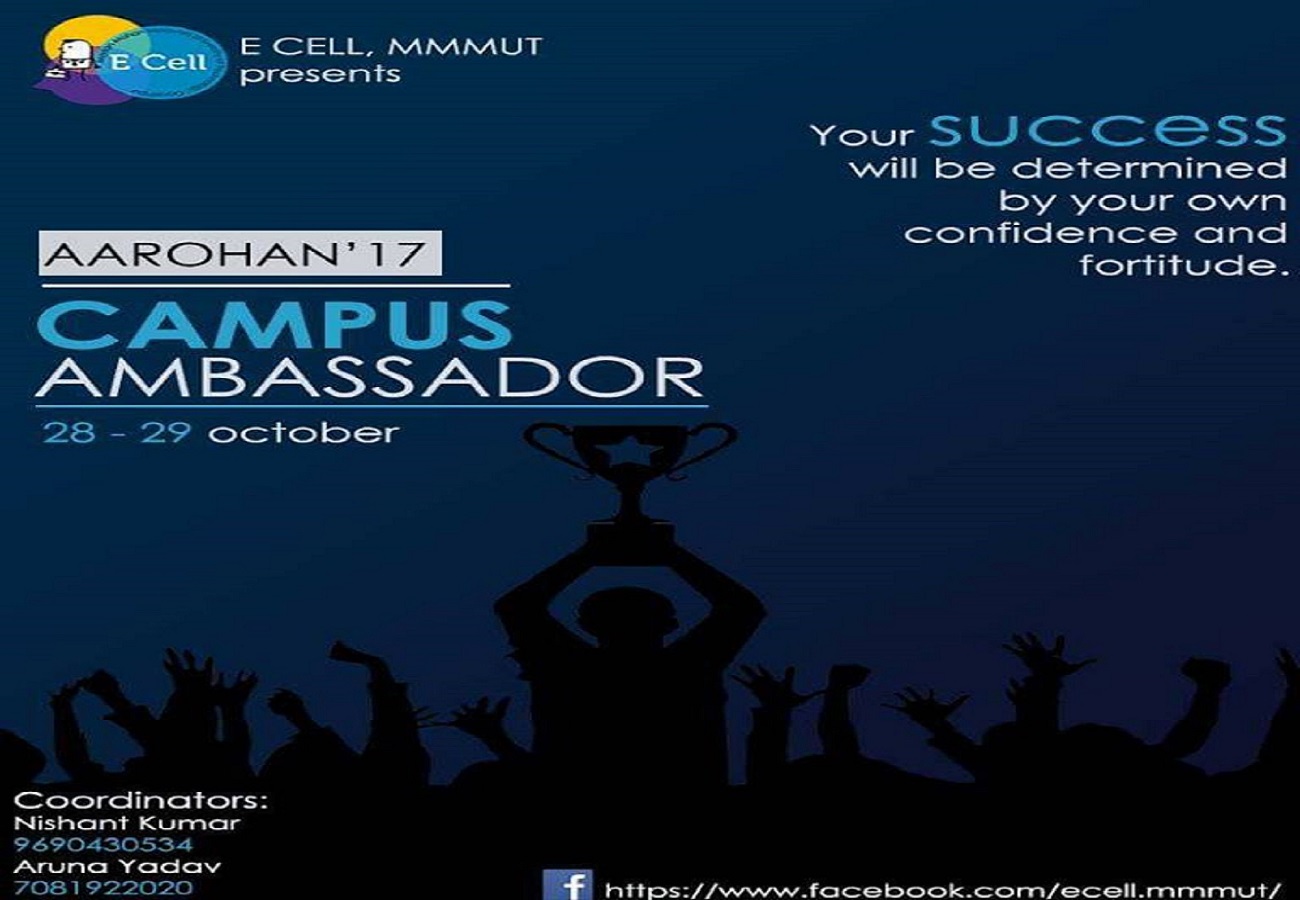 E Cell
E CELL, MMMUT
presents
Your success
will be determined
by your own
confidence and
fortitude.
AAROHAN'17
CAMPUS
AMBASSADOR
28 - 29 october
Coordinators:
Nishant Kumar
9690430534
Aruna Yadav
7081922020
f https://www.facebook.com/ecell.mmmut/